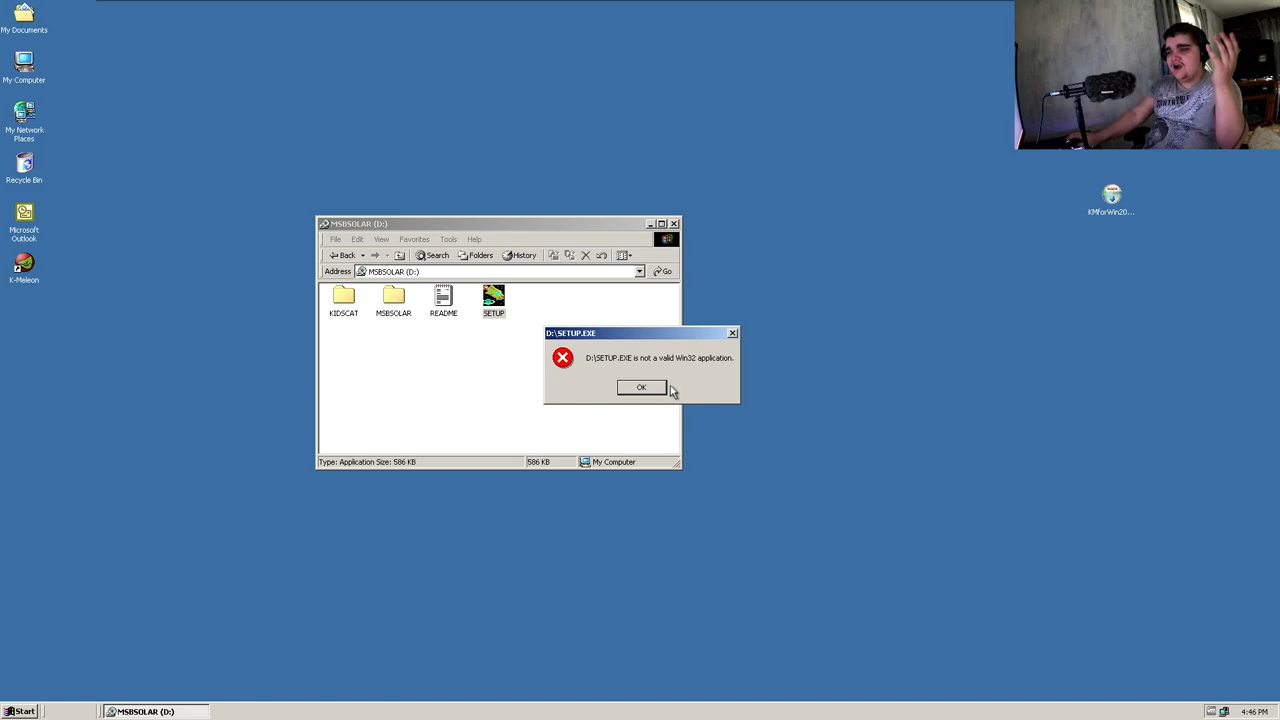 My Documents
My Computer
My Network
Places
Recycle Bin
Microsoft
Outlook
K-Meleon
KMforWin20...
MSBSOLAR (D:)
File Edit View Favorites Tools Help
Back Search Folders History
Address MSBSOLAR (D:) Go
KIDSCAT MSBSOLAR README SETUP
D:\SETUP.EXE
D:\SETUP.EXE is not a valid Win32 application.
OK
Type: Application Size: 586 KB 586 KB My Computer
Start MSBSOLAR (D:) 4:46 PM